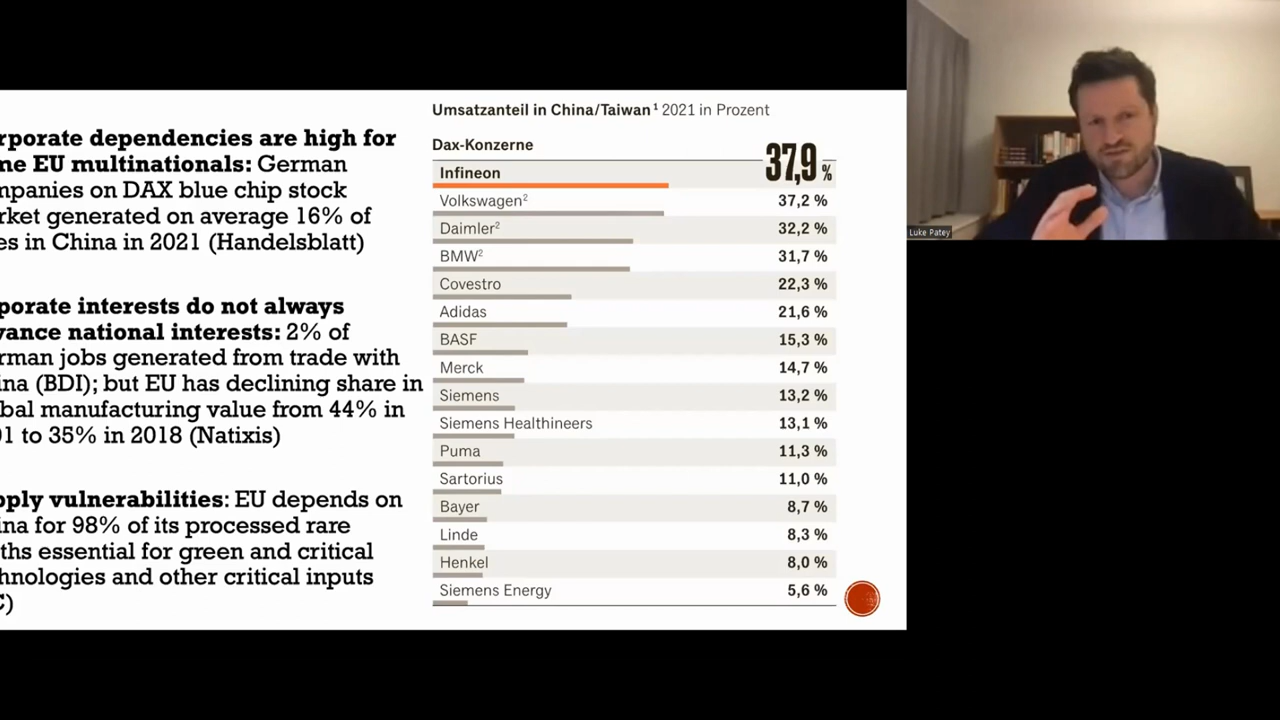 rporate dependencies are high for
me EU multinationals: German
mpanies on DAX blue chip stock
rket generated on average 16% of
es in China in 2021 (Handelsblatt)
porate interests do not always
vance national interests: 2% of
rman jobs generated from trade with
ina (BDI); but EU has declining share in
bal manufacturing value from 44% in
01 to 35% in 2018 (Natixis)
pply vulnerabilities: EU depends on
ina for 98% of its processed rare
ths essential for green and critical
hnologies and other critical inputs
C)
Umsatzanteil in China/Taiwan¹ 2021 in Prozent
Dax-Konzerne
Infineon 37,9 %
Volkswagen² 37,2 %
Daimler² 32,2 %
BMW² 31,7 %
Covestro 22,3 %
Adidas 21,6 %
BASF 15,3 %
Merck 14,7 %
Siemens 13,2 %
Siemens Healthineers 13,1 %
Puma 11,3 %
Sartorius 11,0 %
Bayer 8,7 %
Linde 8,3 %
Henkel 8,0 %
Siemens Energy 5,6 %
Luke Patey